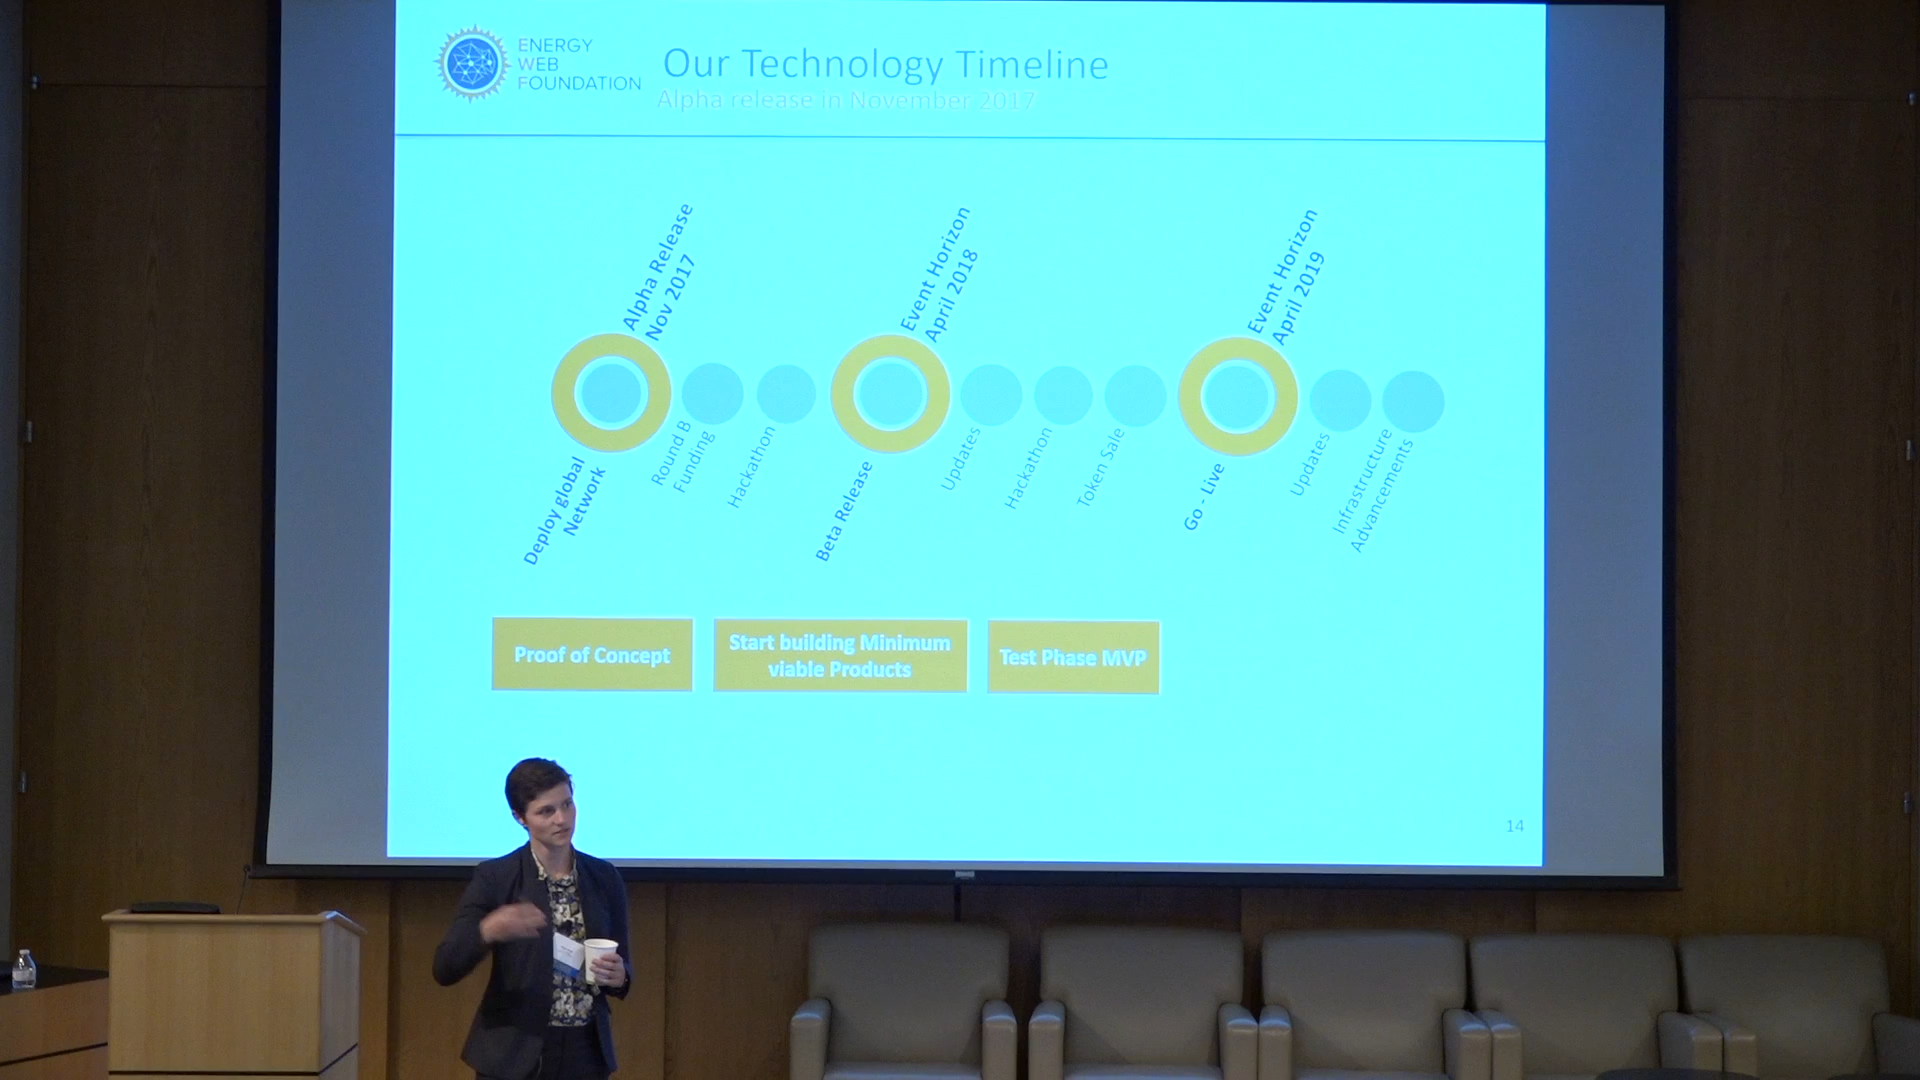 ENERGY
WEB
FOUNDATION
Our Technology Timeline
Alpha release in November 2017
Alpha Release
Nov 2017
Event Horizon
April 2018
Event Horizon
April 2019
Deploy global
Network
Round B
Funding
Hackathon
Beta Release
Updates
Hackathon
Token Sale
Go - Live
Updates
Infrastructure
Advancements
Proof of Concept
Start building Minimum
viable Products
Test Phase MVP
14